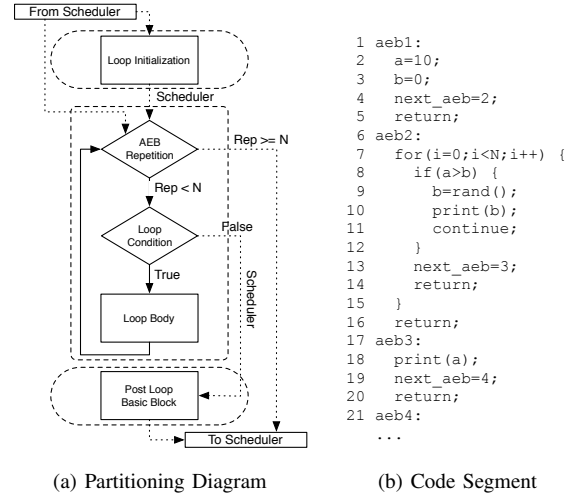 From Scheduler
Loop Initialization
Scheduler
AEB
Repetition
Rep >= N
Rep < N
Loop
Condition
False
True
Scheduler
Loop Body
Post Loop
Basic Block
To Scheduler
(a) Partitioning Diagram
1 aeb1:
2 a=10;
3 b=0;
4 next_aeb=2;
5 return;
6 aeb2:
7 for(i=0;i<N;i++) {
8 if(a>b) {
9 b=rand();
10 print(b);
11 continue;
12 }
13 next_aeb=3;
14 return;
15 }
16 return;
17 aeb3:
18 print(a);
19 next_aeb=4;
20 return;
21 aeb4:
...
(b) Code Segment